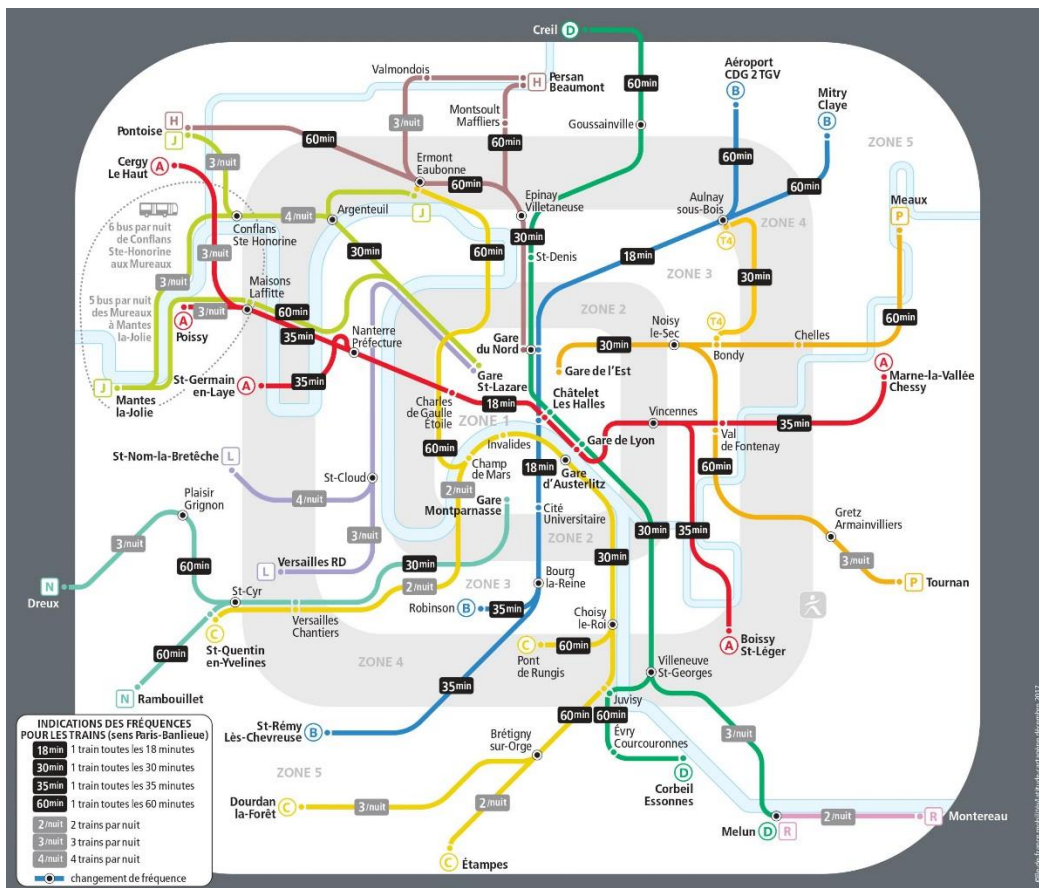 Creil D
H
Pontoise
J
Cergy
Le Haut A
Valmondois
H Persan
Beaumont
Montsoult
Maffliers
60min
Goussainville
Aéroport
CDG 2 TGV
B
Mitry
Claye
B
ZONE 5
60min
3/nuit
60min
3/nuit
Ermont
Eaubonne
60min
J
Epinay
Villetaneuse
60min
60min
Aulnay
sous-Bois
T4
ZONE 4
Meaux
P
6 bus par nuit
de Conflans
Ste-Honorine
aux Mureaux
Conflans
Ste Honorine
4/nuit
Argenteuil
60min
30min
St-Denis
18min
ZONE 3
30min
3/nuit
3/nuit
30min
5 bus par nuit
des Mureaux
à Mantes
la-Jolie
Maisons
Laffitte
A
Poissy
3/nuit
60min
35min
Nanterre
Préfecture
ZONE 2
Noisy
le-Sec
T4
Bondy
Chelles
60min
J
Mantes
la-Jolie
St-Germain
en-Laye A
35min
Gare
St-Lazare
Gare
du Nord
30min
Gare de l'Est
A
Marne-la-Vallée
Chessy
Charles
de Gaulle
Étoile
18min
Châtelet
Les Halles
ZONE 1
Gare de Lyon
Vincennes
Val
de Fontenay
35min
St-Nom-la-Bretêche L
4/nuit
St-Cloud
60min
Invalides
Champ
de Mars
2/nuit
18min
Gare
d'Austerlitz
60min
Plaisir
Grignon
Gare
Montparnasse
Cité
Universitaire
ZONE 2
30min
30min
35min
Gretz
Armainvilliers
3/nuit
3/nuit
60min
3/nuit
Versailles RD L
30min
2/nuit
ZONE 3
Bourg
la-Reine
P Tournan
N
Dreux
St-Cyr
Versailles
Chantiers
Robinson B
35min
Choisy
le-Roi
C
St-Quentin
en-Yvelines
60min
C
Pont
de Rungis
60min
A Boissy
St-Léger
ZONE 4
35min
Villeneuve
St-Georges
N Rambouillet
Juvisy
St-Rémy
Lès-Chevreuse B
60min
60min
Évry
Courcouronnes
3/nuit
Brétigny
sur-Orge
ZONE 5
D
Corbeil
Essonnes
Dourdan
la-Forêt C
3/nuit
2/nuit
Melun D R
2/nuit
R Montereau
C Étampes
INDICATIONS DES FRÉQUENCES
POUR LES TRAINS (sens Paris-Banlieue)
18min 1 train toutes les 18 minutes
30min 1 train toutes les 30 minutes
35min 1 train toutes les 35 minutes
60min 1 train toutes les 60 minutes
2/nuit 2 trains par nuit
3/nuit 3 trains par nuit
4/nuit 4 trains par nuit
changement de fréquence